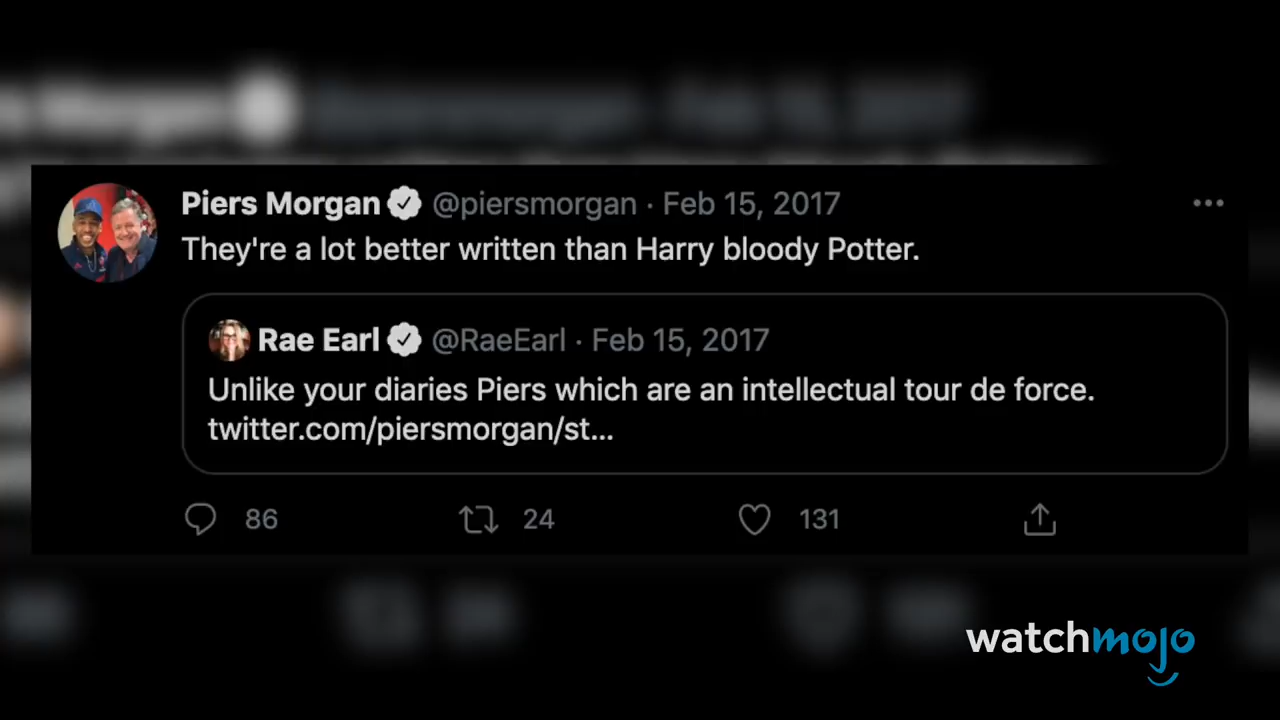 Piers Morgan @piersmorgan · Feb 15, 2017
They're a lot better written than Harry bloody Potter.
Rae Earl @RaeEarl · Feb 15, 2017
Unlike your diaries Piers which are an intellectual tour de force.
twitter.com/piersmorgan/st...
86 24 131
watchmojo